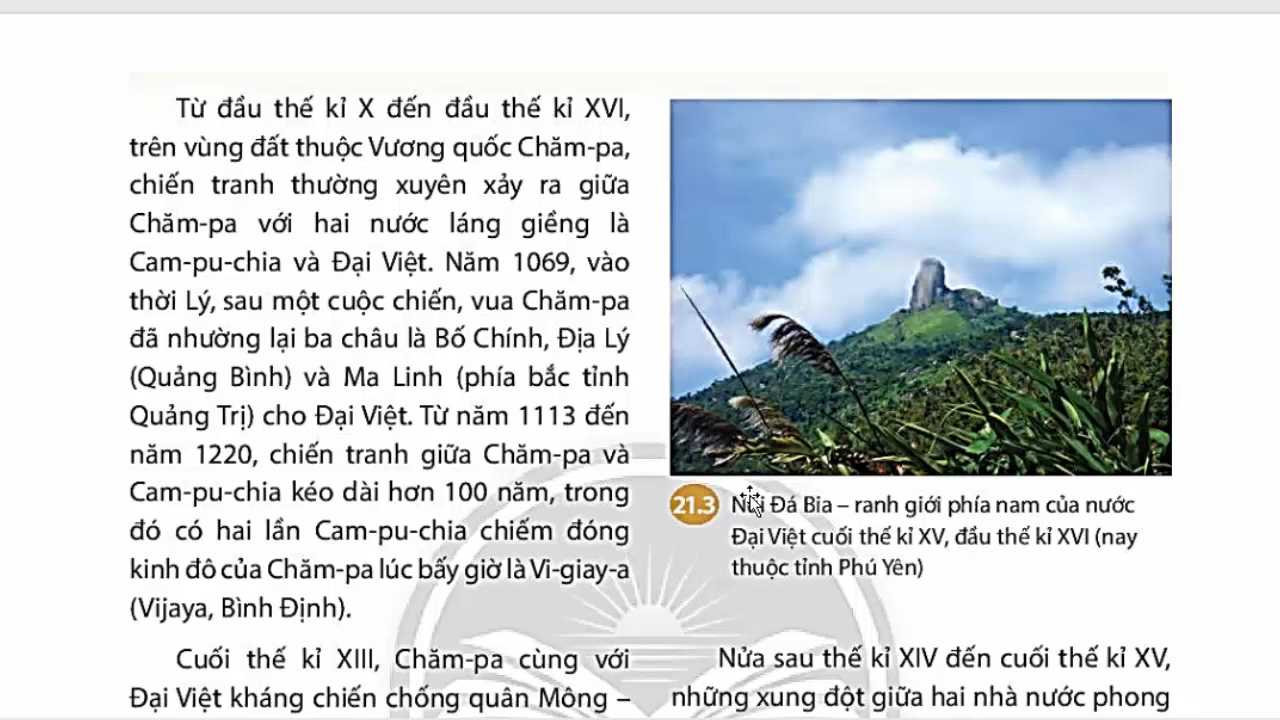 Từ đầu thế kỉ X đến đầu thế kỉ XVI,
trên vùng đất thuộc Vương quốc Chăm-pa,
chiến tranh thường xuyên xảy ra giữa
Chăm-pa với hai nước láng giềng là
Cam-pu-chia và Đại Việt. Năm 1069, vào
thời Lý, sau một cuộc chiến, vua Chăm-pa
đã nhường lại ba châu là Bố Chính, Địa Lý
(Quảng Bình) và Ma Linh (phía bắc tỉnh
Quảng Trị) cho Đại Việt. Từ năm 1113 đến
năm 1220, chiến tranh giữa Chăm-pa và
Cam-pu-chia kéo dài hơn 100 năm, trong
đó có hai lần Cam-pu-chia chiếm đóng
kinh đô của Chăm-pa lúc bấy giờ là Vi-giay-a
(Vijaya, Bình Định).
Cuối thế kỉ XIII, Chăm-pa cùng với
Đại Việt kháng chiến chống quân Mông –
21.3 Núi Đá Bia – ranh giới phía nam của nước
Đại Việt cuối thế kỉ XV, đầu thế kỉ XVI (nay
thuộc tỉnh Phú Yên)
Nửa sau thế kỉ XIV đến cuối thế kỉ XV,
những xung đột giữa hai nhà nước phong